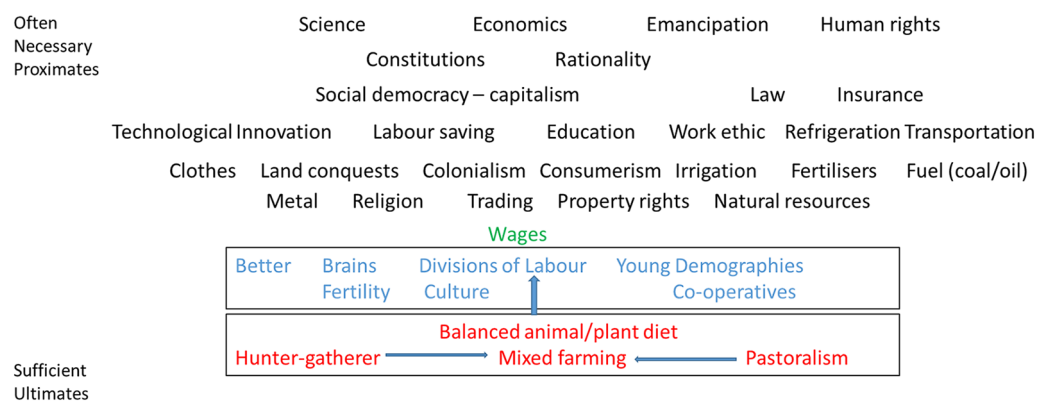 Often
Necessary
Proximates
Science Economics Emancipation Human rights
Constitutions Rationality
Social democracy – capitalism Law Insurance
Technological Innovation Labour saving Education Work ethic Refrigeration Transportation
Clothes Land conquests Colonialism Consumerism Irrigation Fertilisers Fuel (coal/oil)
Metal Religion Trading Property rights Natural resources
Wages
Better Brains Divisions of Labour Young Demographies
Fertility Culture Co-operatives
Balanced animal/plant diet
Hunter-gatherer Mixed farming Pastoralism
Sufficient
Ultimates